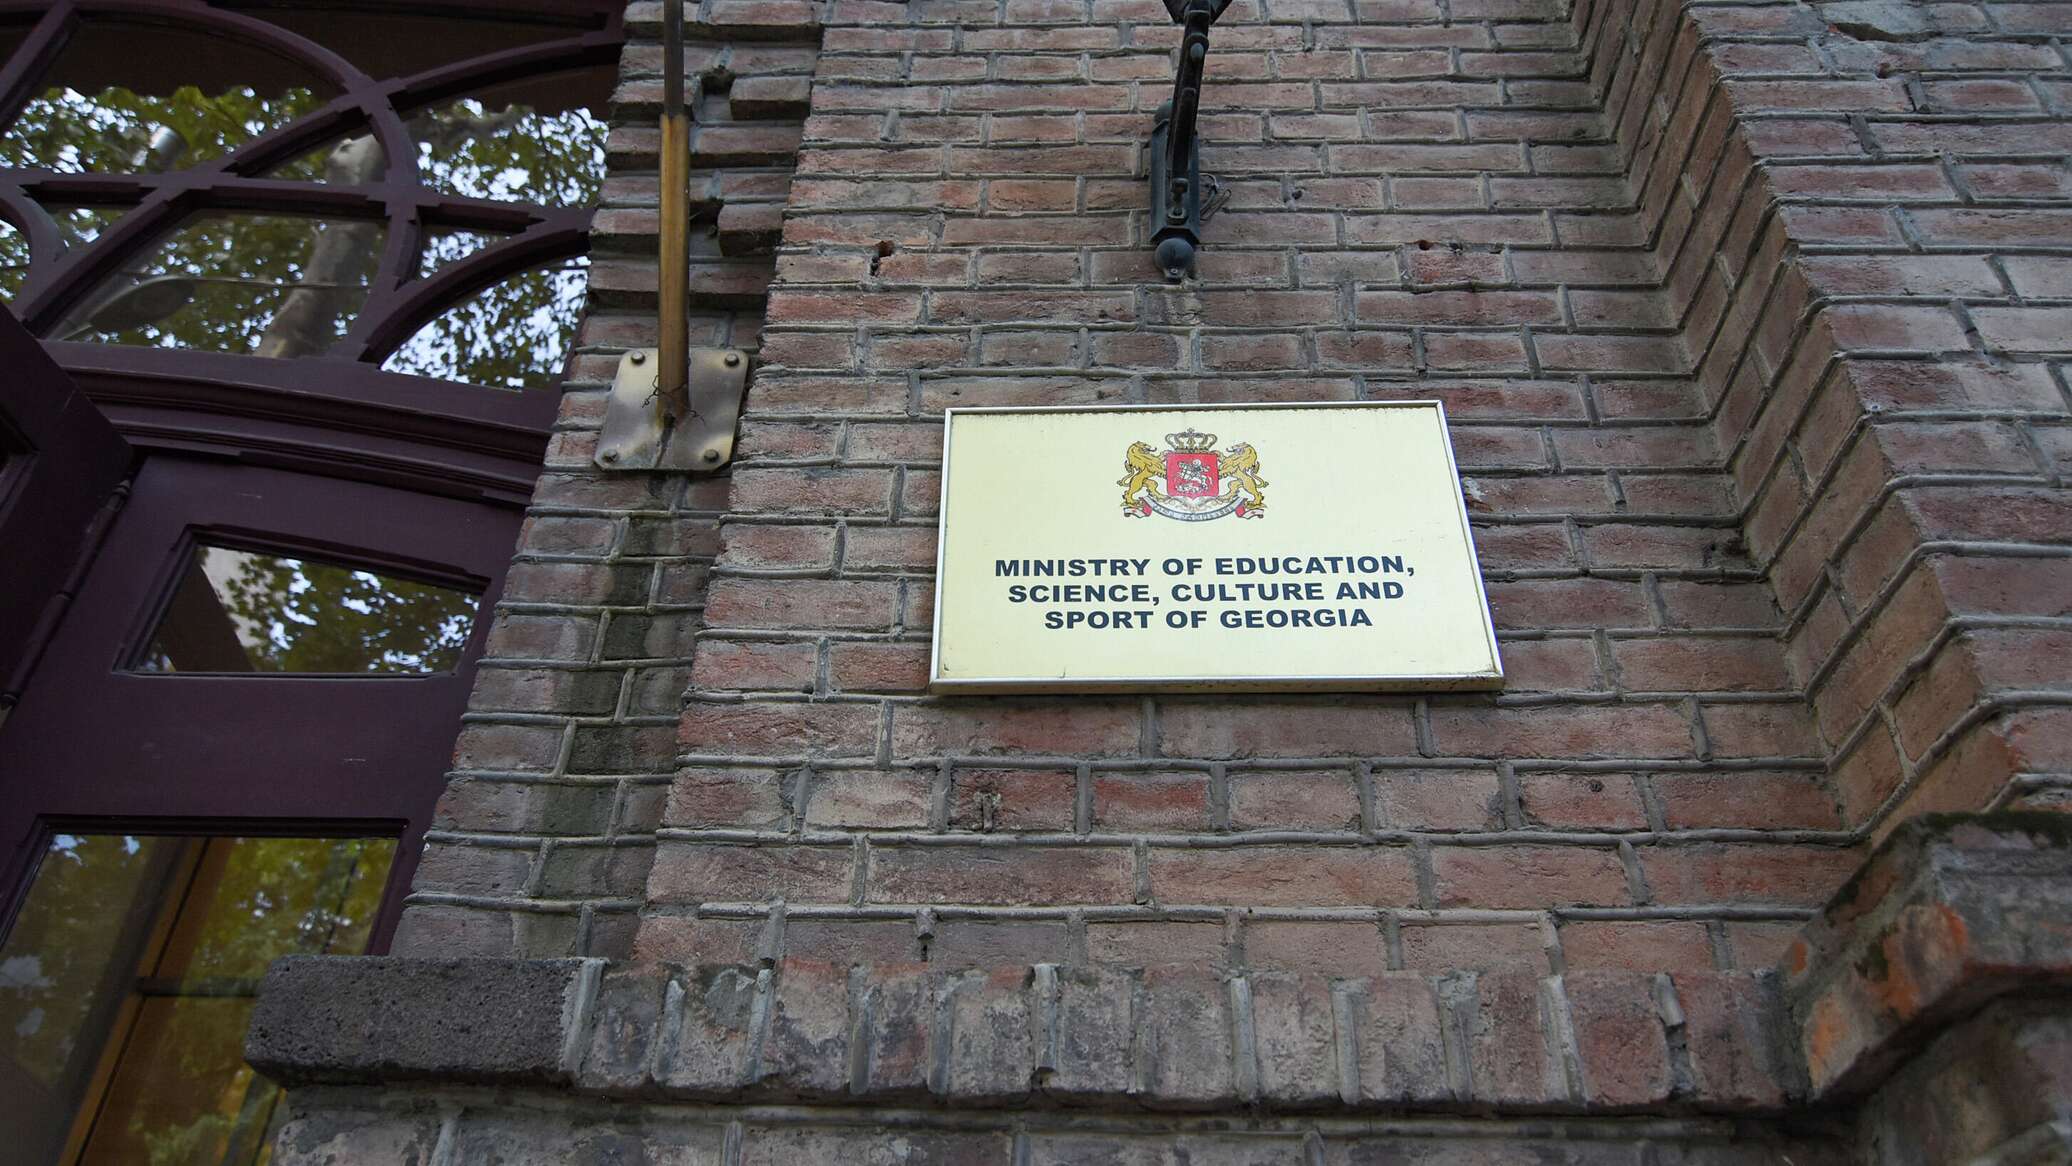 MINISTRY OF EDUCATION,
SCIENCE, CULTURE AND
SPORT OF GEORGIA